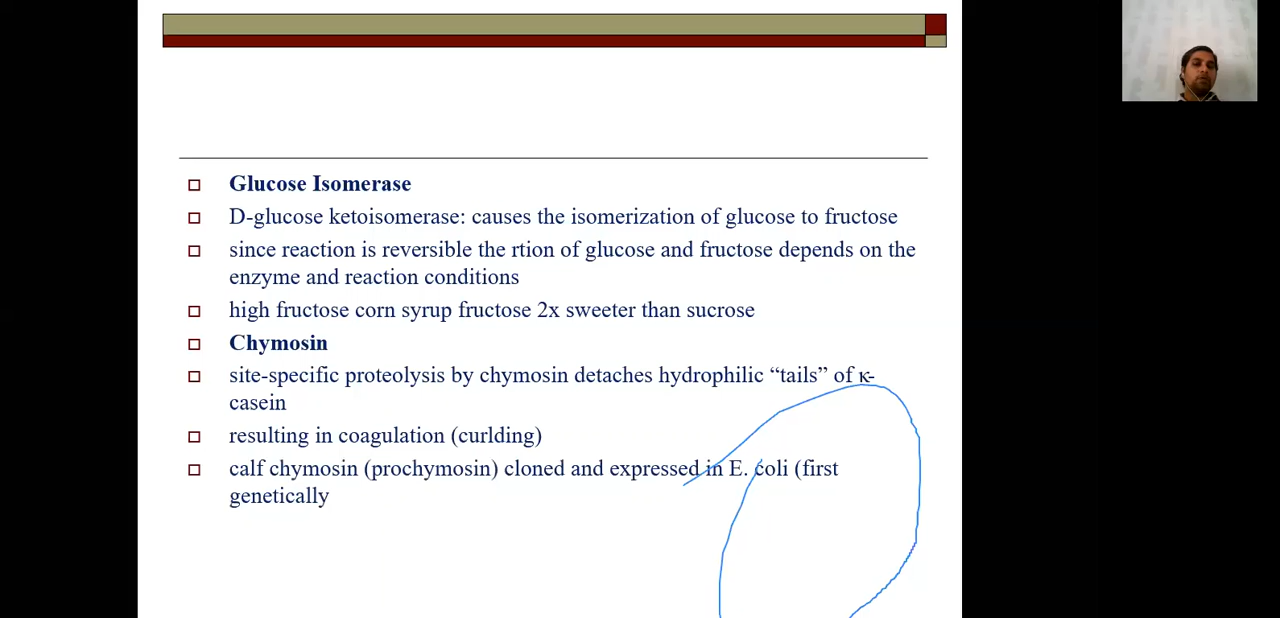 Glucose Isomerase
D-glucose ketoisomerase: causes the isomerization of glucose to fructose
since reaction is reversible the rtion of glucose and fructose depends on the
enzyme and reaction conditions
high fructose corn syrup fructose 2x sweeter than sucrose
Chymosin
site-specific proteolysis by chymosin detaches hydrophilic “tails” of κ-
casein
resulting in coagulation (curlding)
calf chymosin (prochymosin) cloned and expressed in E. coli (first
genetically